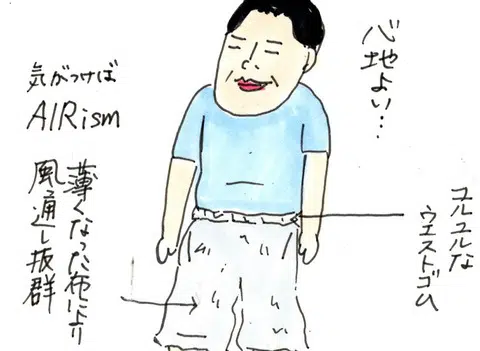 心地よい…
ユルユルな
ウエストゴム
気がつけば
AIRism
薄くなった布により
風通し抜群